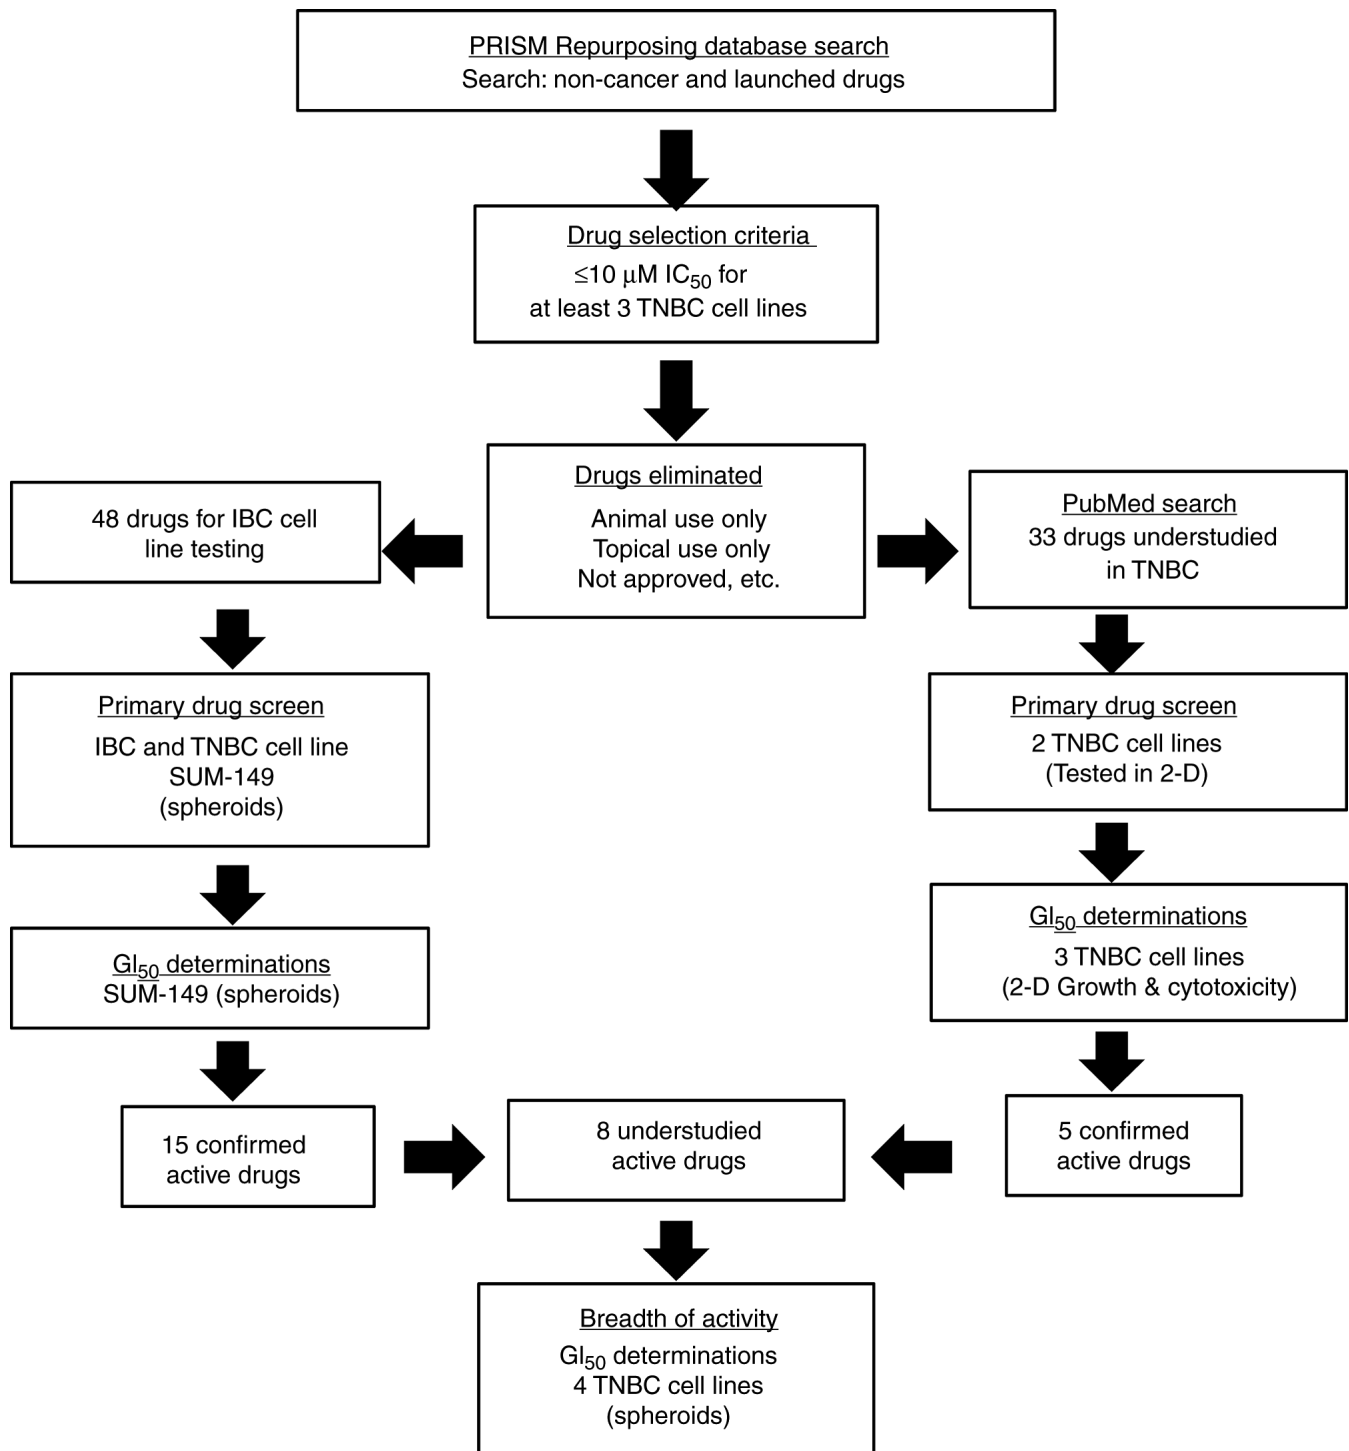 PRISM Repurposing database search
Search: non-cancer and launched drugs
Drug selection criteria
≤10 μM IC50 for
at least 3 TNBC cell lines
Drugs eliminated
Animal use only
Topical use only
Not approved, etc.
48 drugs for IBC cell
line testing
PubMed search
33 drugs understudied
in TNBC
Primary drug screen
IBC and TNBC cell line
SUM-149
(spheroids)
Primary drug screen
2 TNBC cell lines
(Tested in 2-D)
GI50 determinations
SUM-149 (spheroids)
GI50 determinations
3 TNBC cell lines
(2-D Growth & cytotoxicity)
15 confirmed
active drugs
8 understudied
active drugs
5 confirmed
active drugs
Breadth of activity
GI50 determinations
4 TNBC cell lines
(spheroids)